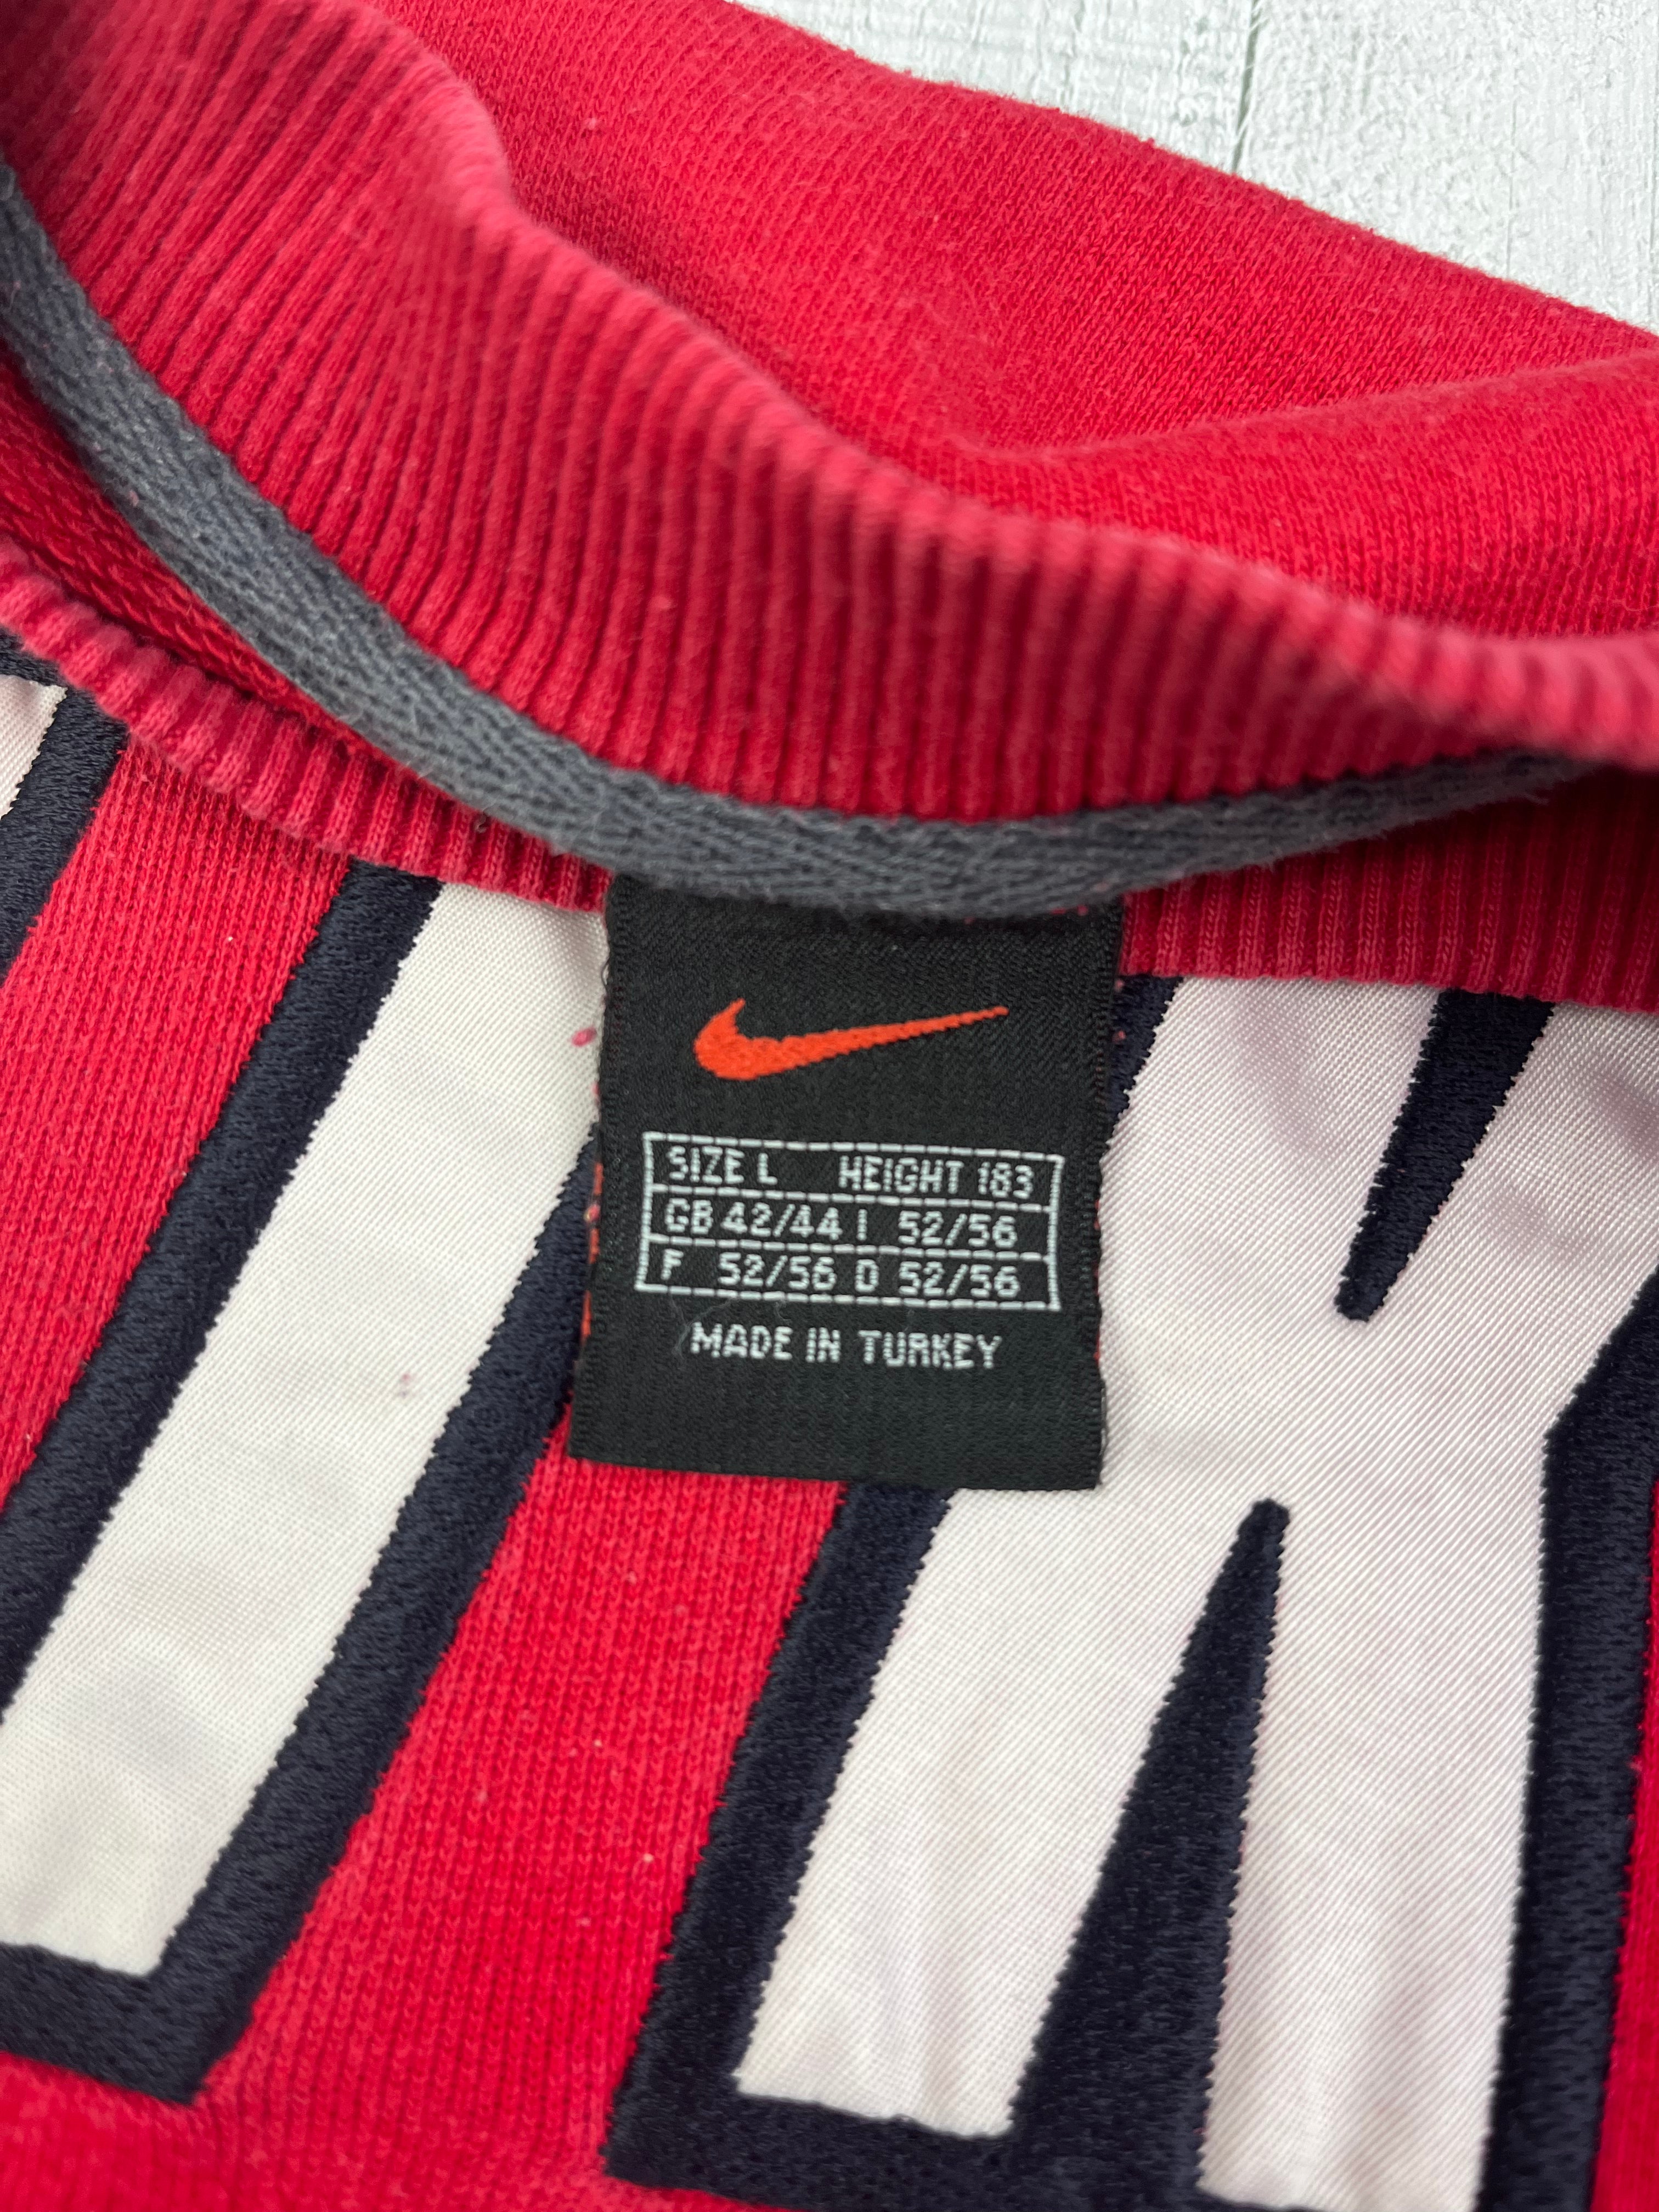 SIZE L HEIGHT 183
GB 42/44 I 52/56
F 52/56 D 52/56
MADE IN TURKEY